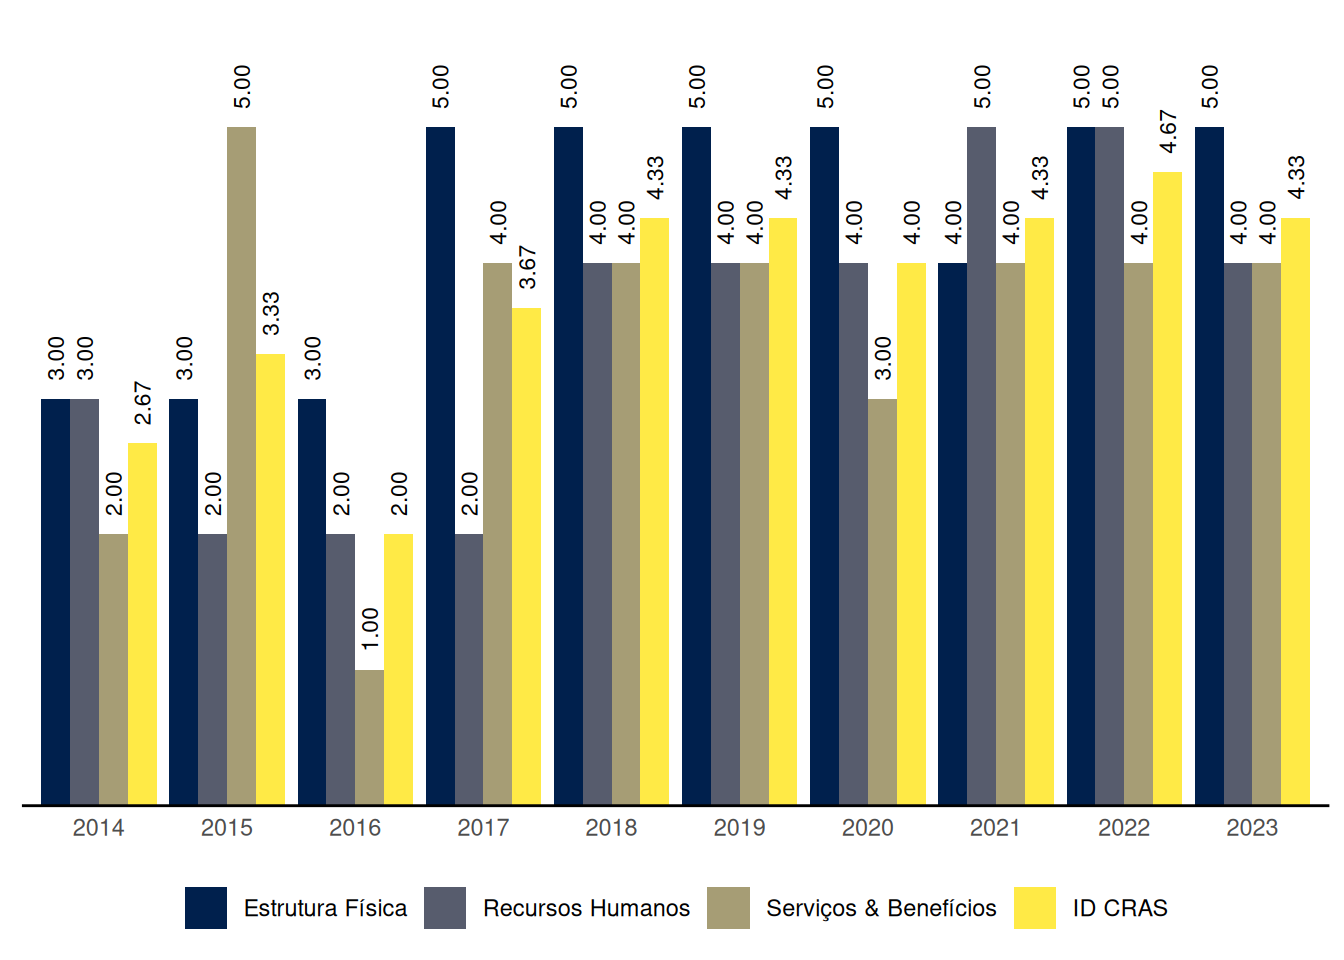 3.00 3.00 2.00 2.67
3.00 2.00 5.00 3.33
3.00 2.00 1.00 2.00
5.00 2.00 4.00 3.67
5.00 4.00 4.00 4.33
5.00 4.00 4.00 4.33
5.00 4.00 3.00 4.00
4.00 5.00 4.00 4.33
5.00 5.00 4.00 4.67
5.00 4.00 4.00 4.33
2014 2015 2016 2017 2018 2019 2020 2021 2022 2023
Estrutura Física Recursos Humanos Serviços & Benefícios ID CRAS